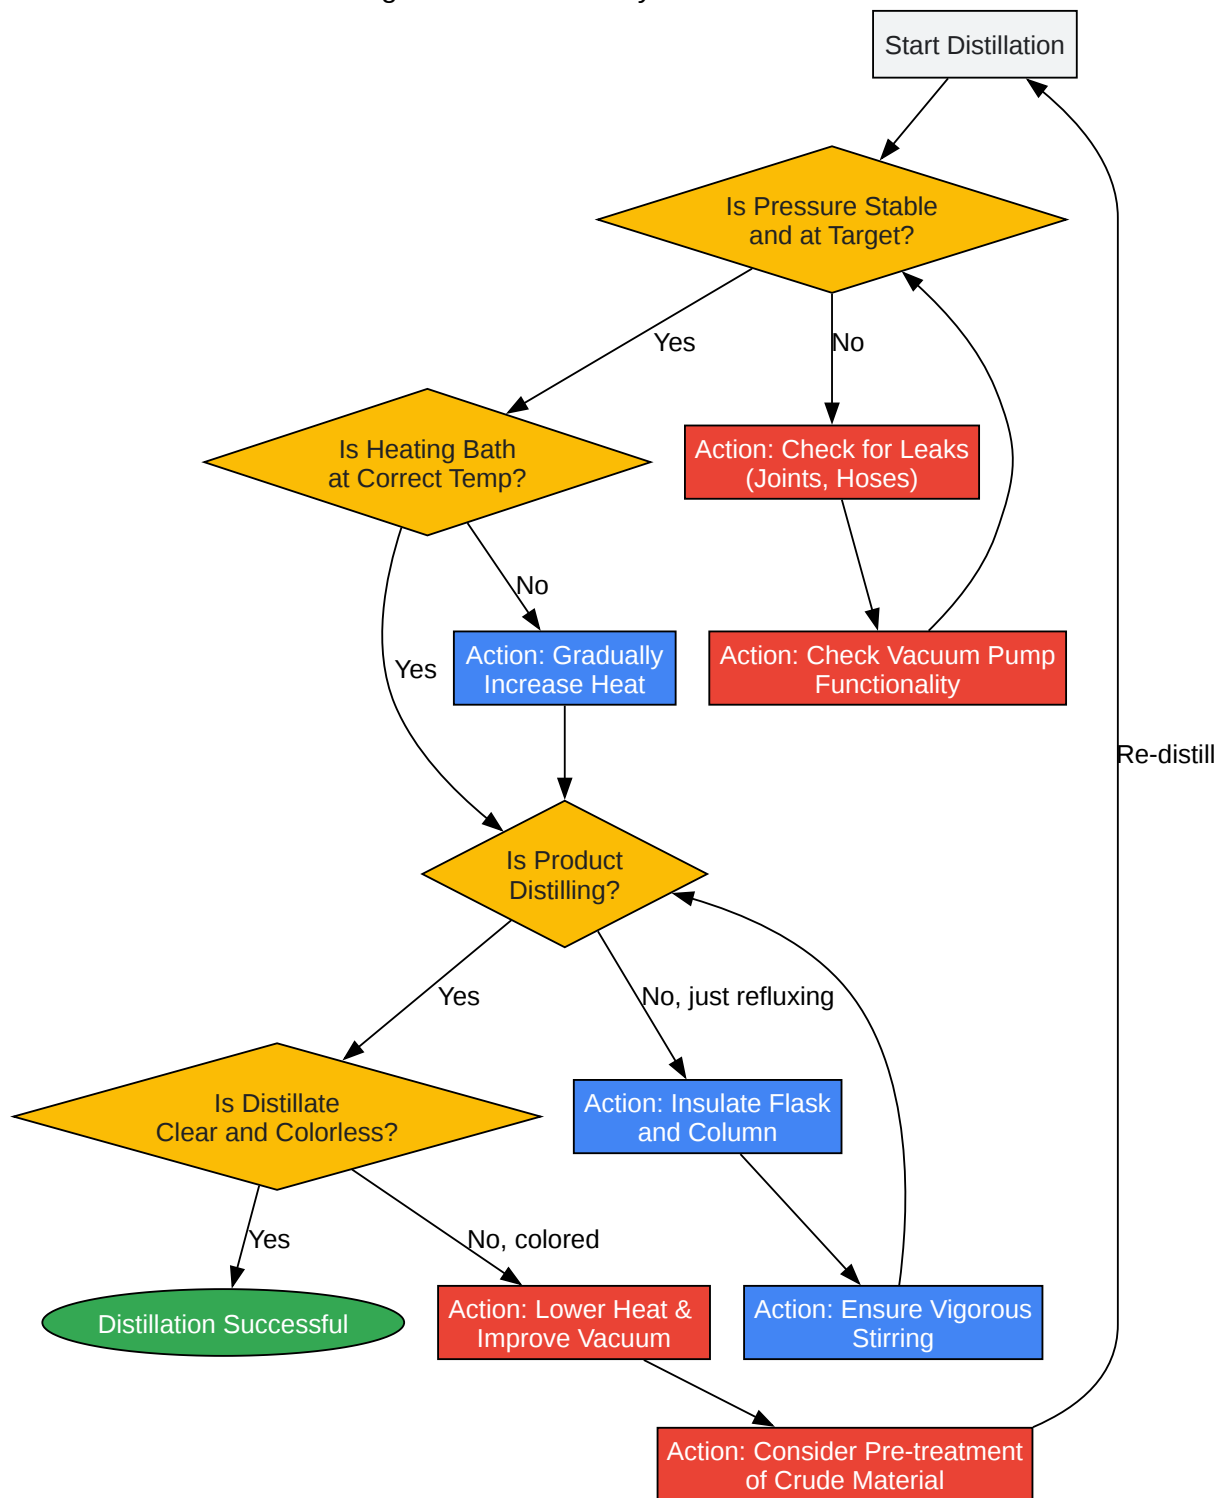 Start Distillation
Is Pressure Stable
and at Target?
Yes
No
Is Heating Bath
at Correct Temp?
Action: Check for Leaks
(Joints, Hoses)
No
Yes
Action: Gradually
Increase Heat
Action: Check Vacuum Pump
Functionality
Re-distill
Is Product
Distilling?
Yes
No, just refluxing
Is Distillate
Clear and Colorless?
Action: Insulate Flask
and Column
Yes
No, colored
Distillation Successful
Action: Lower Heat &
Improve Vacuum
Action: Ensure Vigorous
Stirring
Action: Consider Pre-treatment
of Crude Material